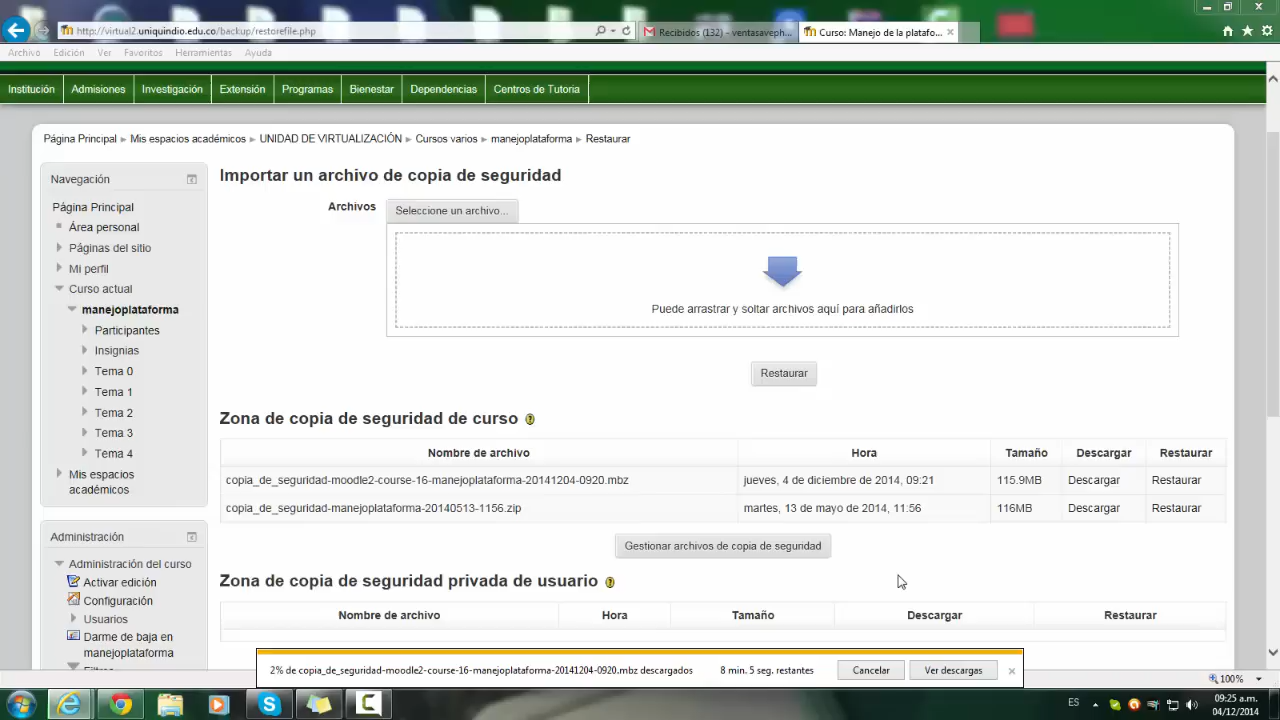 http://virtual2.uniquindio.edu.co/backup/restorefile.php
Recibidos (132) - ventasaveph...
Curso: Manejo de la platafo...
Archivo Edición Ver Favoritos Herramientas Ayuda
Institución Admisiones Investigación Extensión Programas Bienestar Dependencias Centros de Tutoria
Página Principal ▶ Mis espacios académicos ▶ UNIDAD DE VIRTUALIZACIÓN ▶ Cursos varios ▶ manejoplataforma ▶ Restaurar
Navegación
Página Principal
Área personal
Páginas del sitio
Mi perfil
Curso actual
manejoplataforma
Participantes
Insignias
Tema 0
Tema 1
Tema 2
Tema 3
Tema 4
Mis espacios
académicos
Administración
Administración del curso
Activar edición
Configuración
Usuarios
Darme de baja en
manejoplataforma
Filtros
Importar un archivo de copia de seguridad
Archivos
Seleccione un archivo...
Puede arrastrar y soltar archivos aquí para añadirlos
Restaurar
Zona de copia de seguridad de curso
Nombre de archivo Hora Tamaño Descargar Restaurar
copia_de_seguridad-moodle2-course-16-manejoplataforma-20141204-0920.mbz jueves, 4 de diciembre de 2014, 09:21 115.9MB Descargar Restaurar
copia_de_seguridad-manejoplataforma-20140513-1156.zip martes, 13 de mayo de 2014, 11:56 116MB Descargar Restaurar
Gestionar archivos de copia de seguridad
Zona de copia de seguridad privada de usuario
Nombre de archivo Hora Tamaño Descargar Restaurar
2% de copia_de_seguridad-moodle2-course-16-manejoplataforma-20141204-0920.mbz descargados 8 min. 5 seg. restantes Cancelar Ver descargas
100%
ES
09:25 a.m.
04/12/2014